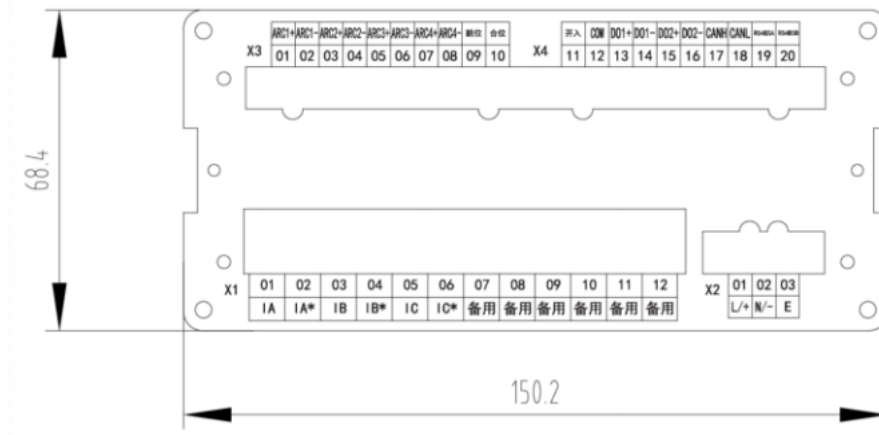 ARC1+ ARC1- ARC2+ ARC2- ARC3+ ARC3- ARC4+ ARC4- 跳位 合位 开入 COM DO1+ DO1- DO2+ DO2- CANH CANL RS485A RS485B
X3 01 02 03 04 05 06 07 08 09 10 X4 11 12 13 14 15 16 17 18 19 20
68.4
X1 01 02 03 04 05 06 07 08 09 10 11 12 X2 01 02 03
IA IA* IB IB* IC IC* 备用 备用 备用 备用 备用 备用 L/+ N/- E
150.2